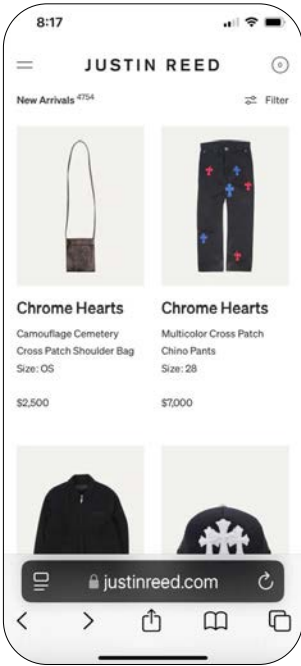 8:17
JUSTIN REED
0
New Arrivals 4754
Filter
Chrome Hearts
Camouflage Cemetery
Cross Patch Shoulder Bag
Size: OS
$2,500
Chrome Hearts
Multicolor Cross Patch
Chino Pants
Size: 28
$7,000
justinreed.com